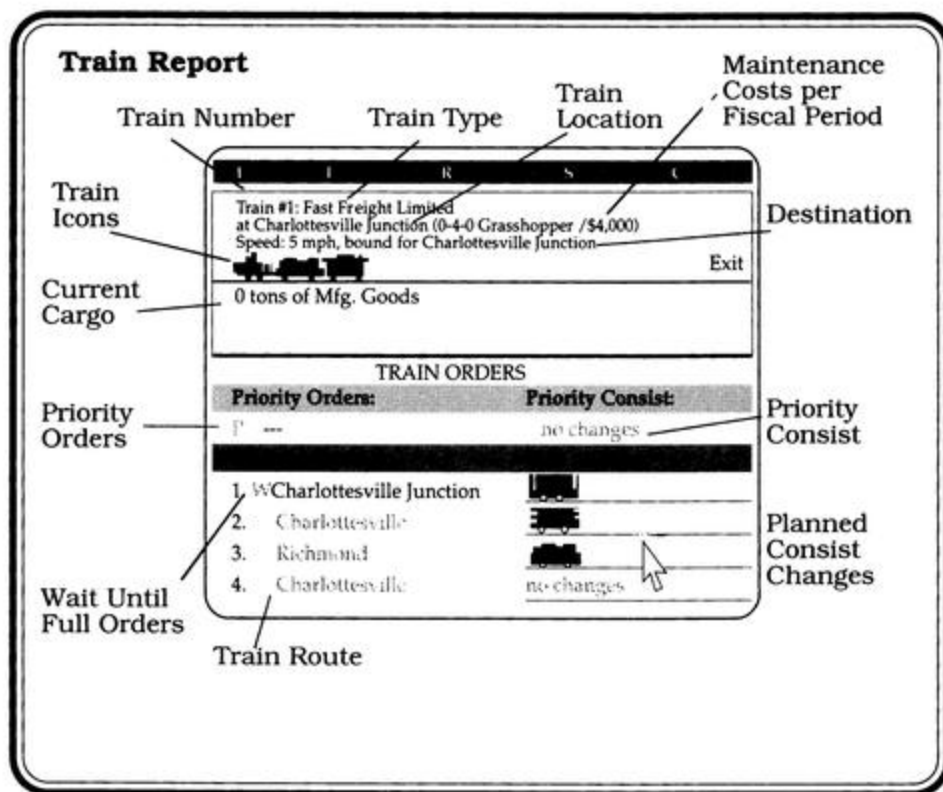 Train Report
Maintenance
Costs per
Fiscal Period
Train
Location
Train Number
Train Type
Train
Icons
Train #1: Fast Freight Limited
at Charlottesville Junction (0-4-0 Grasshopper /$4,000)
Speed: 5 mph, bound for Charlottesville Junction
Destination
Exit
Current
Cargo
0 tons of Mfg. Goods
TRAIN ORDERS
Priority Orders: Priority Consist:
Priority
Orders
P --- no changes
Priority
Consist
1. WCharlottesville Junction
2. Charlottesville
3. Richmond
4. Charlottesville no changes
Planned
Consist
Changes
Wait Until
Full Orders
Train Route